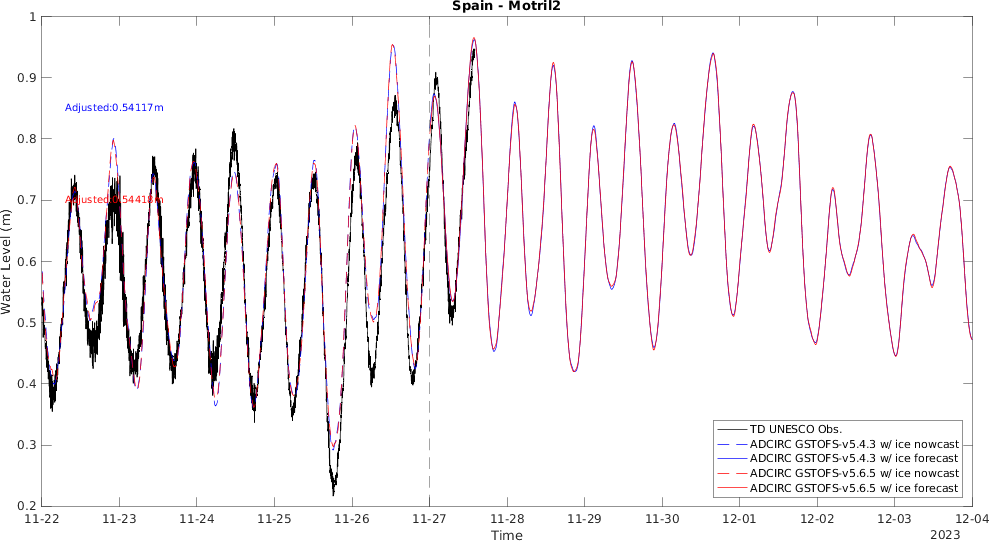 Spain - Motril2
1
0.9
0.8
0.7
0.6
0.5
0.4
0.3
0.2
Water Level (m)
Adjusted:0.54117m
Adjusted:0.54418m
TD UNESCO Obs.
ADCIRC GSTOFS-v5.4.3 w/ ice nowcast
ADCIRC GSTOFS-v5.4.3 w/ ice forecast
ADCIRC GSTOFS-v5.6.5 w/ ice nowcast
ADCIRC GSTOFS-v5.6.5 w/ ice forecast
11-22 11-23 11-24 11-25 11-26 11-27 11-28 11-29 11-30 12-01 12-02 12-03 12-04
Time
2023